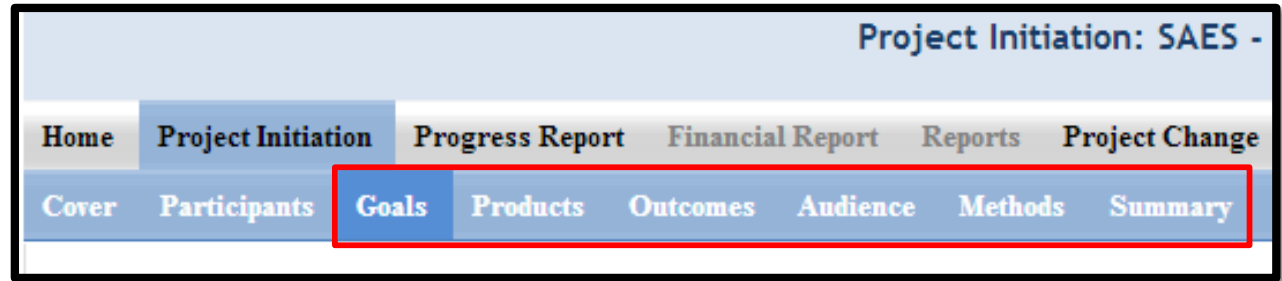 Project Initiation: SAES -
Home Project Initiation Progress Report Financial Report Reports Project Change
Cover Participants Goals Products Outcomes Audience Methods Summary